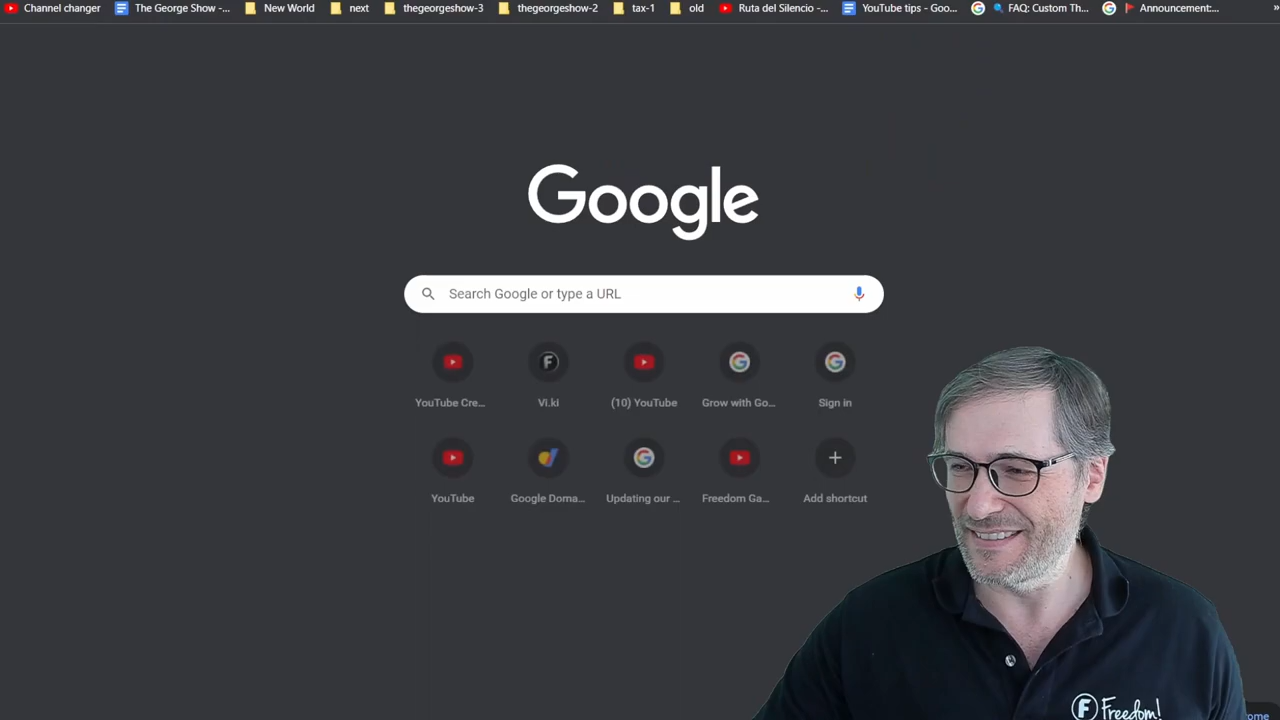 Channel changer The George Show -... New World next thegeorgeshow-3 thegeorgeshow-2 tax-1 old Ruta del Silencio -... YouTube tips - Goo... FAQ: Custom Th... Announcement:... »
Google
Search Google or type a URL
F
YouTube Cre... Vi.ki (10) YouTube Grow with Go... Sign in
YouTube Google Doma... Updating our ... Freedom Ga... Add shortcut
F Freedom!
ome